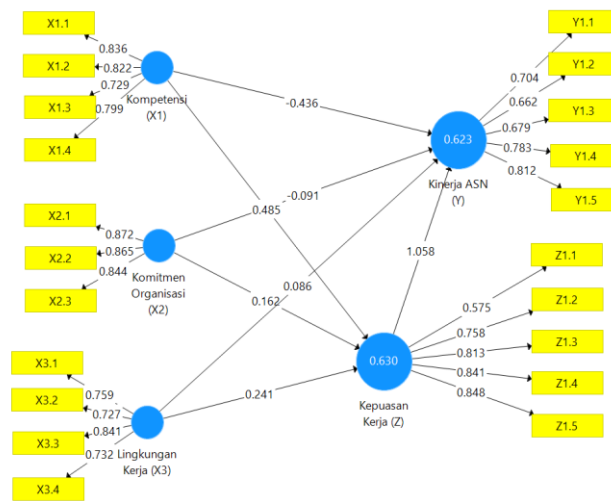 X1.1
0.836
X1.2
0.822
0.729
X1.3
0.799
X1.4
Kompetensi
(X1)
-0.436
X2.1
0.872
X2.2
0.865
0.844
X2.3
Komitmen
Organisasi
(X2)
-0.091
0.485
0.162
0.086
X3.1
0.759
X3.2
0.727
0.841
X3.3
0.732
X3.4
Lingkungan
Kerja (X3)
0.241
1.058
0.623
Kinerja ASN
(Y)
Y1.1
0.704
Y1.2
0.662
0.679
Y1.3
0.783
Y1.4
0.812
Y1.5
0.630
Kepuasan
Kerja (Z)
Z1.1
0.575
Z1.2
0.758
0.813
Z1.3
0.841
Z1.4
0.848
Z1.5